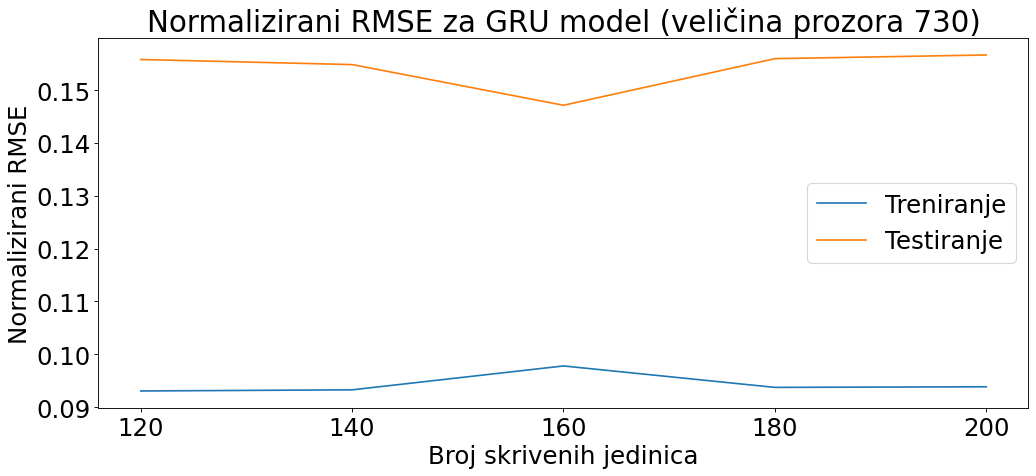 Normalizirani RMSE za GRU model (veličina prozora 730)
Normalizirani RMSE
0.15
0.14
0.13
0.12
0.11
0.10
0.09
Treniranje
Testiranje
120 140 160 180 200
Broj skrivenih jedinica